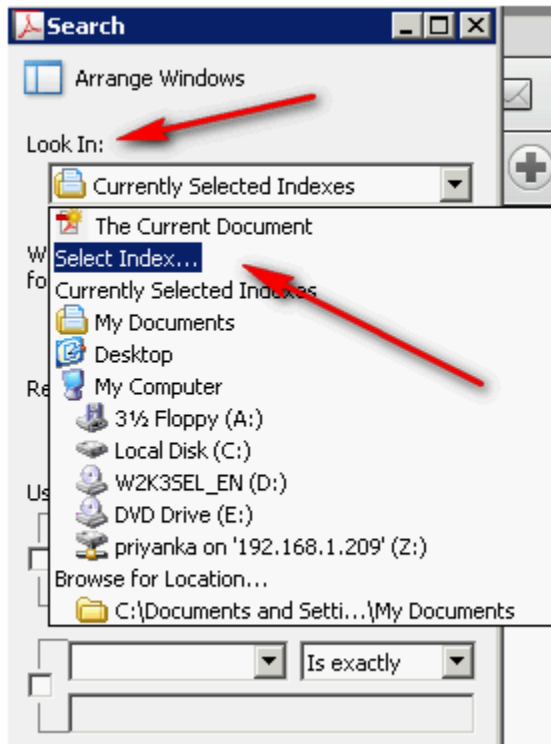 Search
Arrange Windows
Look In:
Currently Selected Indexes
The Current Document
Select Index...
Currently Selected Indexes
My Documents
Desktop
My Computer
3½ Floppy (A:)
Local Disk (C:)
W2K3SEL_EN (D:)
DVD Drive (E:)
priyanka on '192.168.1.209' (Z:)
Browse for Location...
C:\Documents and Setti...\My Documents
Is exactly